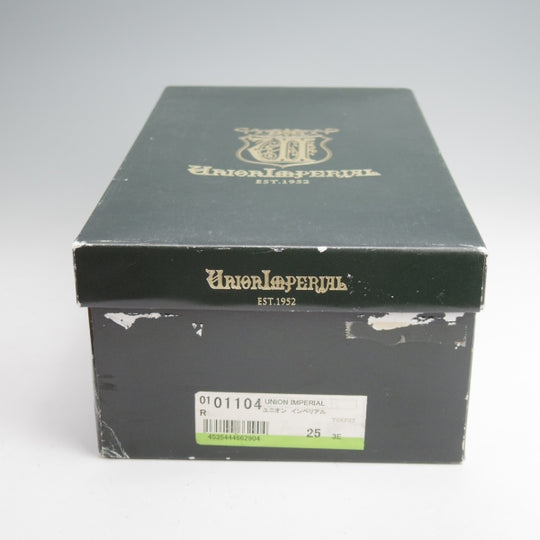 UNION IMPERIAL
EST.1952
UNION IMPERIAL
EST.1952
01 01104 UNION IMPERIAL
R ユニオン インペリアル
25 3E
4535444662904